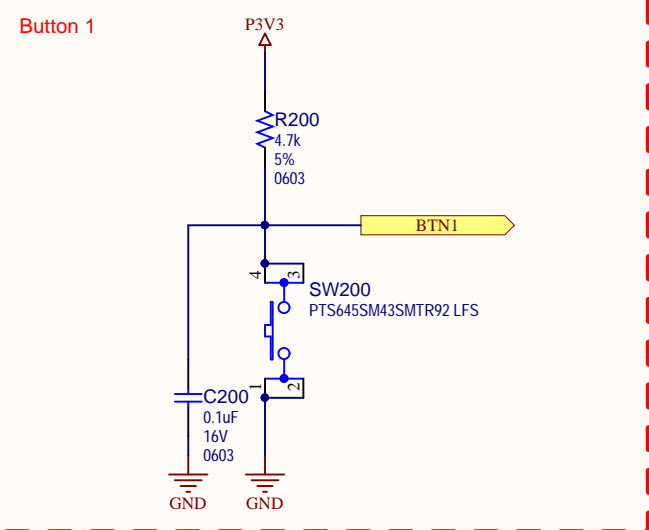 Button 1
P3V3
R200
4.7k
5%
0603
BTN1
4
3
SW200
PTS645SM43SMTR92 LFS
1
2
C200
0.1uF
16V
0603
GND
GND